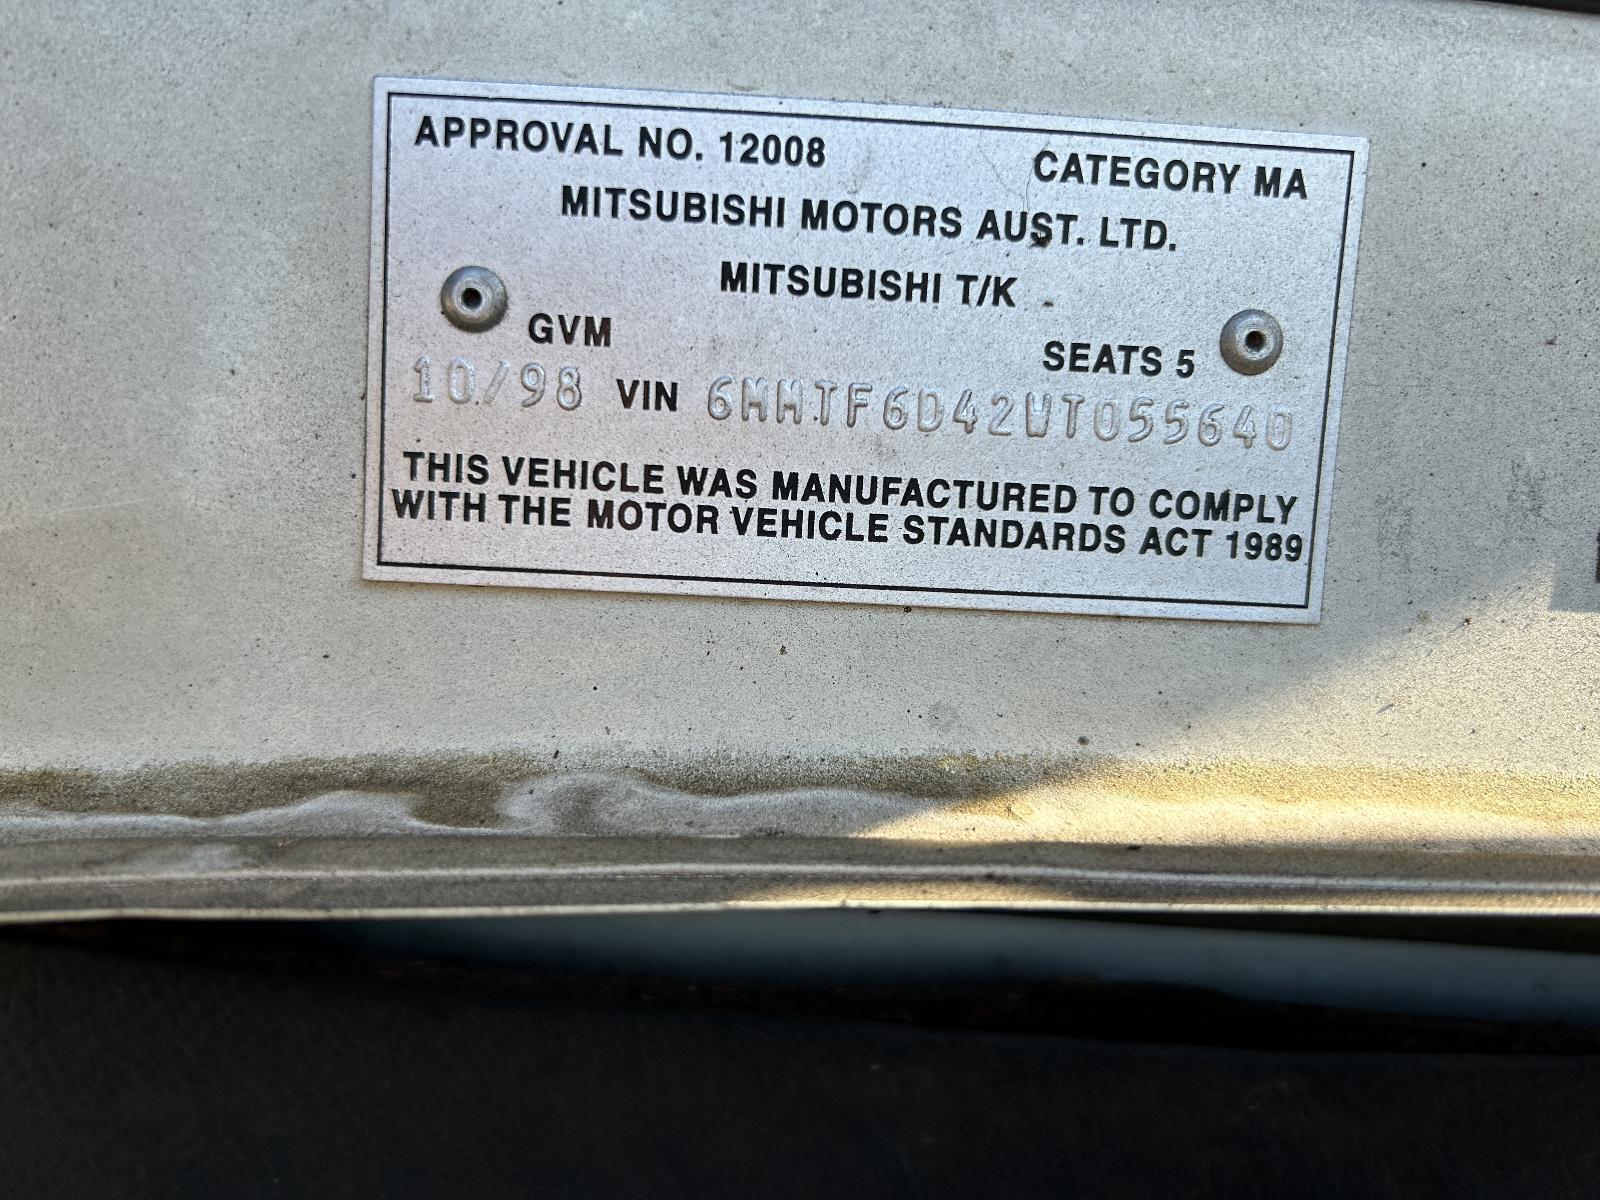 APPROVAL NO. 12008 CATEGORY MA
MITSUBISHI MOTORS AUST. LTD.
MITSUBISHI T/K
GVM SEATS 5
10/98 VIN 6MMTF6D42WT055640
THIS VEHICLE WAS MANUFACTURED TO COMPLY
WITH THE MOTOR VEHICLE STANDARDS ACT 1989